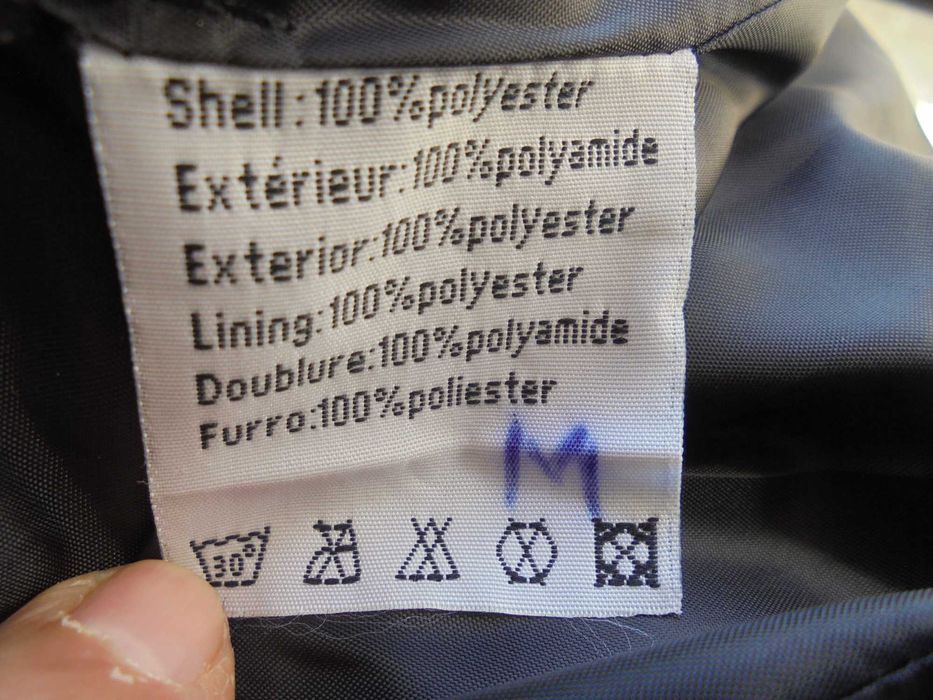 Shell:100%polyester
Extérieur:100%polyamide
Exterior:100%polyester
Lining:100%polyester
Doublure:100%polyamide
Furro:100%poliester
M
30°